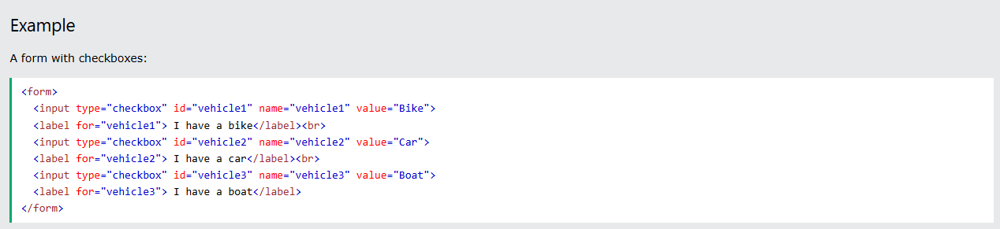 Example
A form with checkboxes:
<form>
  <input type="checkbox" id="vehicle1" name="vehicle1" value="Bike">
  <label for="vehicle1"> I have a bike</label><br>
  <input type="checkbox" id="vehicle2" name="vehicle2" value="Car">
  <label for="vehicle2"> I have a car</label><br>
  <input type="checkbox" id="vehicle3" name="vehicle3" value="Boat">
  <label for="vehicle3"> I have a boat</label>
</form>